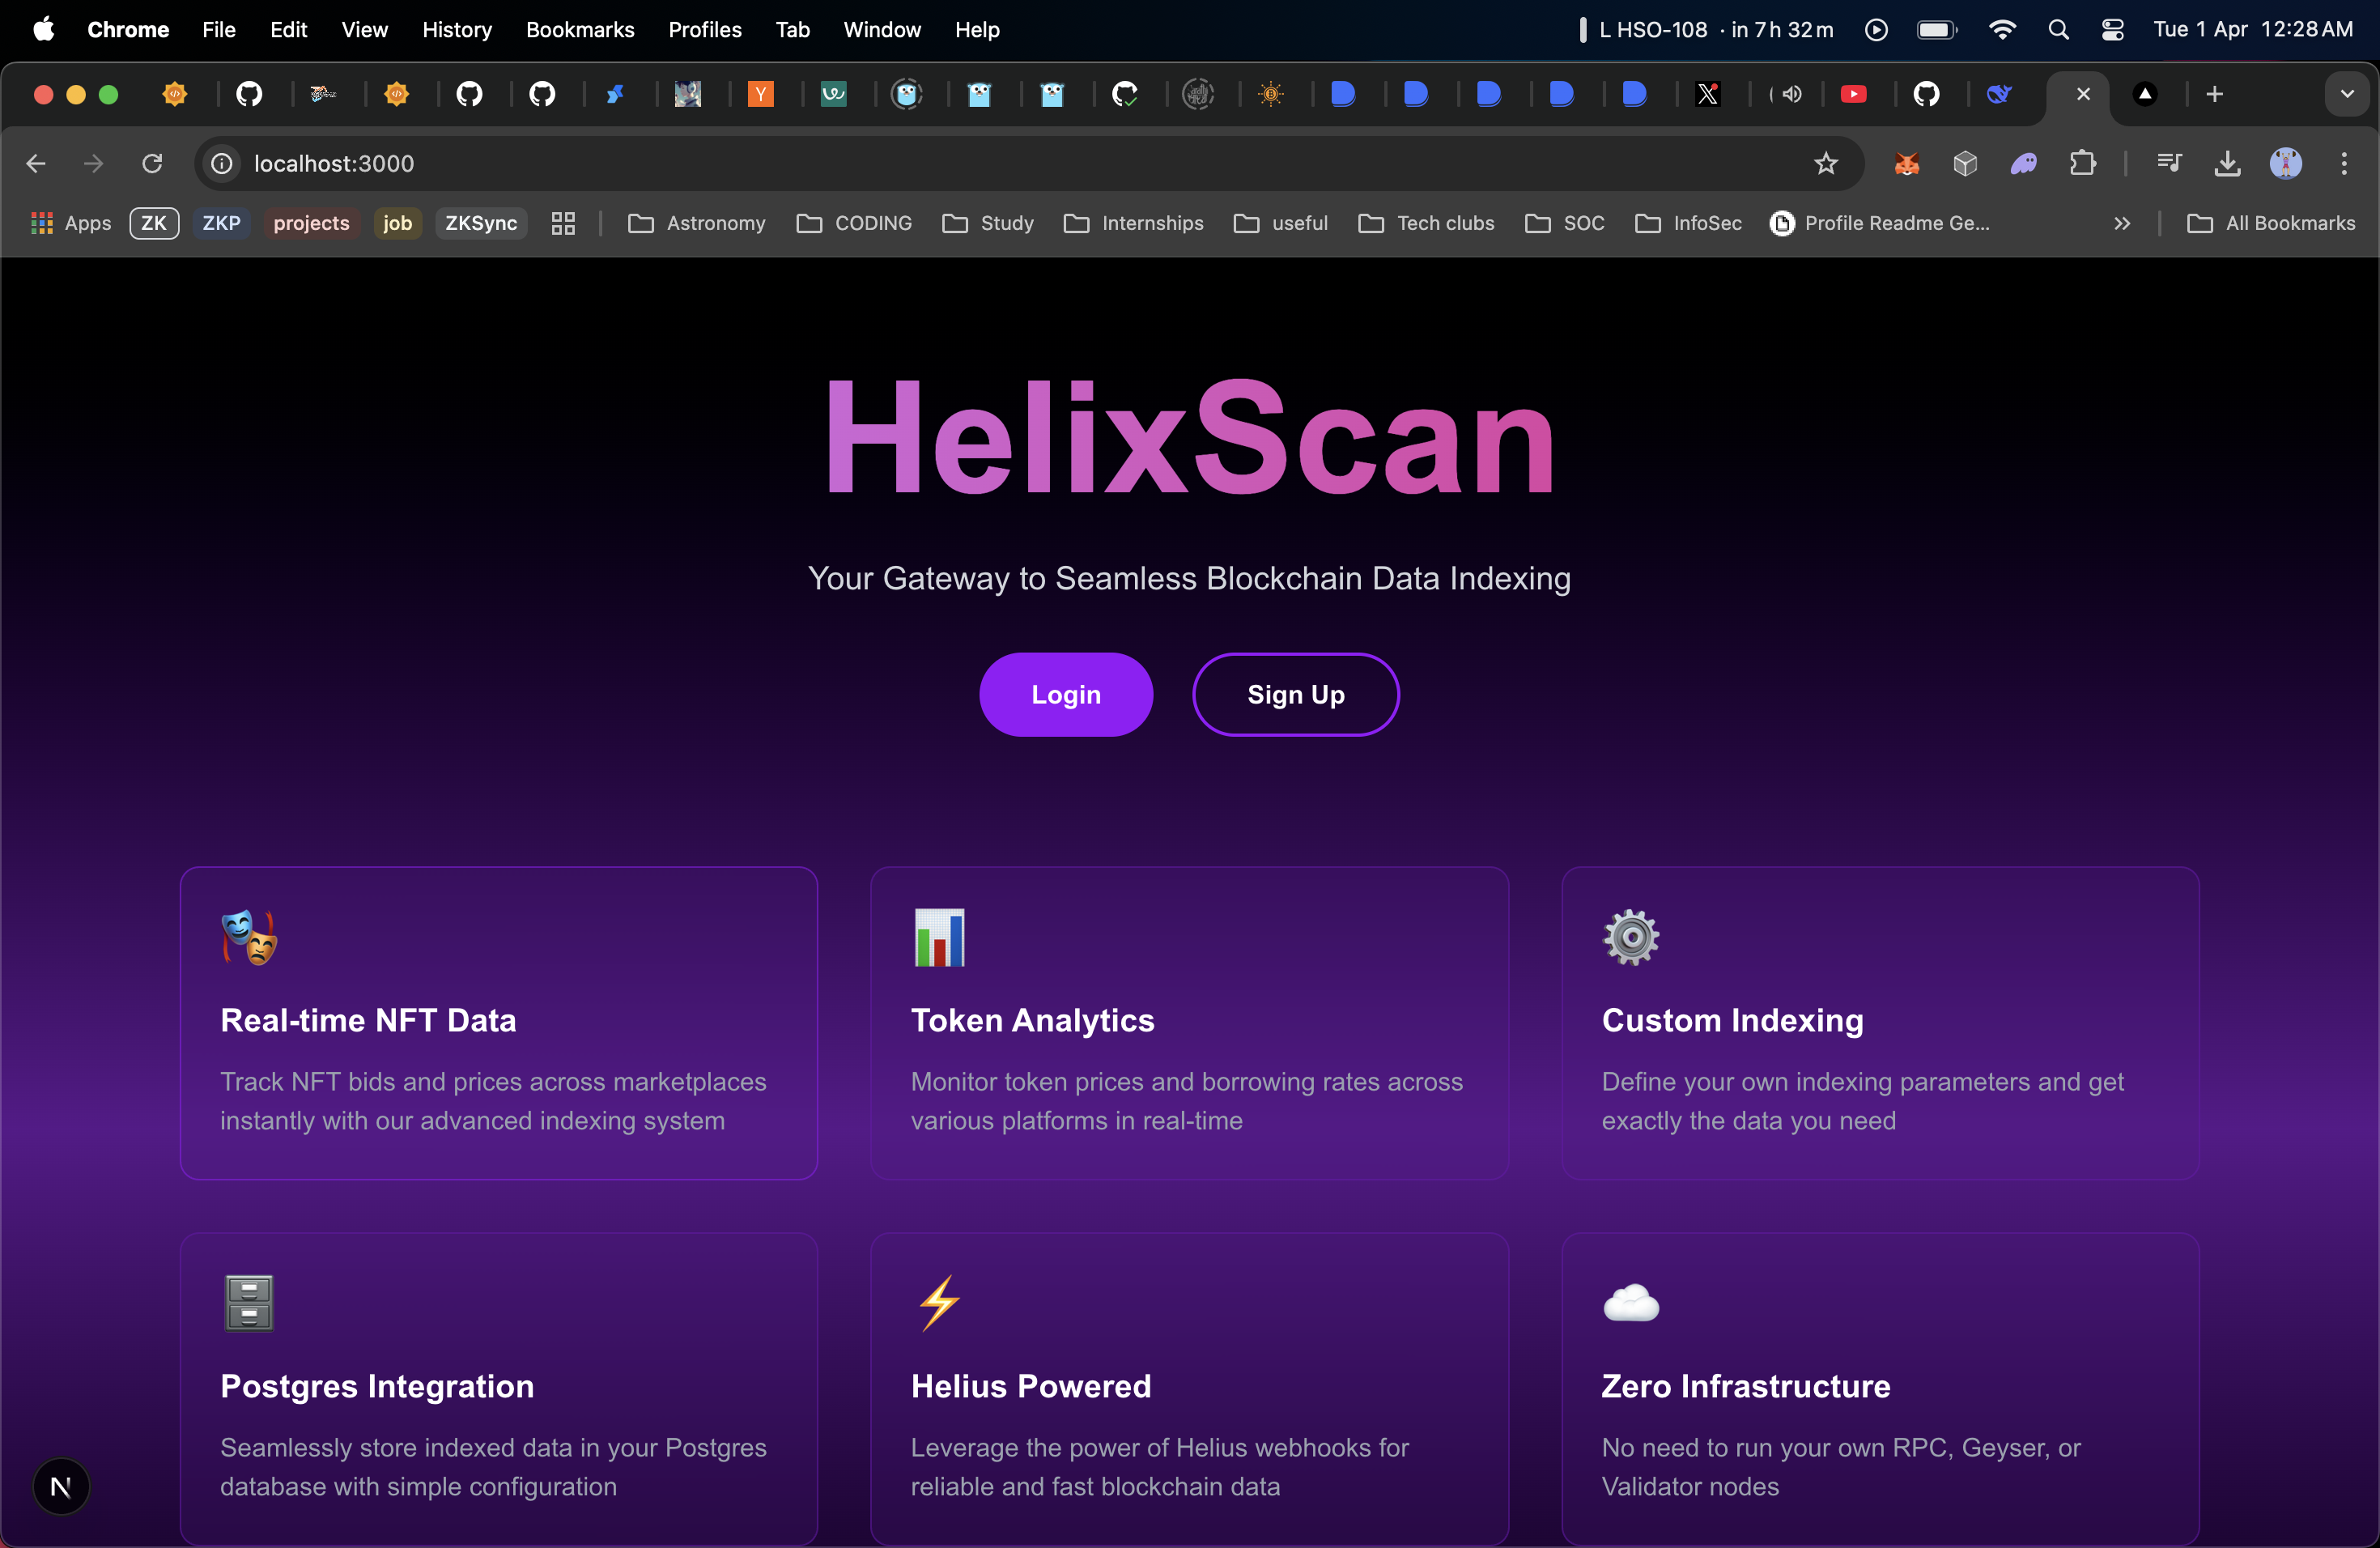 Chrome File Edit View History Bookmarks Profiles Tab Window Help L HSO-108 · in 7h 32m Tue 1 Apr 12:28AM
localhost:3000
Apps ZK ZKP projects job ZKSync Astronomy CODING Study Internships useful Tech clubs SOC InfoSec Profile Readme Ge... All Bookmarks
HelixScan
Your Gateway to Seamless Blockchain Data Indexing
Login Sign Up
Real-time NFT Data
Track NFT bids and prices across marketplaces
instantly with our advanced indexing system
Token Analytics
Monitor token prices and borrowing rates across
various platforms in real-time
Custom Indexing
Define your own indexing parameters and get
exactly the data you need
Postgres Integration
Seamlessly store indexed data in your Postgres
database with simple configuration
Helius Powered
Leverage the power of Helius webhooks for
reliable and fast blockchain data
Zero Infrastructure
No need to run your own RPC, Geyser, or
Validator nodes
N